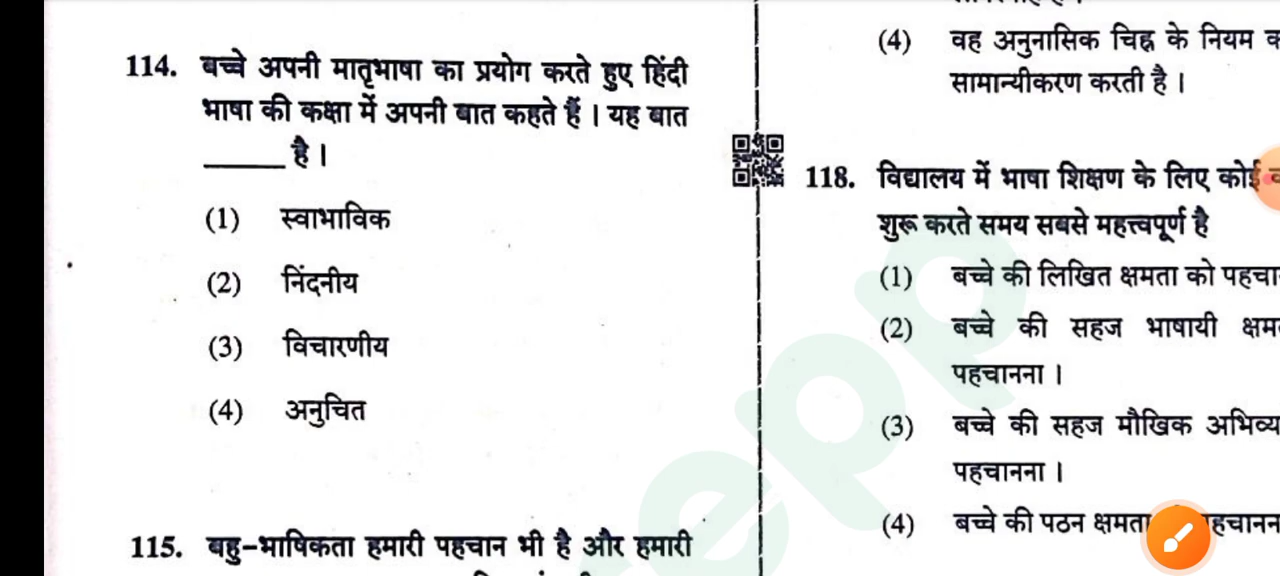 114. बच्चे अपनी मातृभाषा का प्रयोग करते हुए हिंदी
भाषा की कक्षा में अपनी बात कहते हैं । यह बात
______ है ।
(1) स्वाभाविक
(2) निंदनीय
(3) विचारणीय
(4) अनुचित
115. बहु-भाषिकता हमारी पहचान भी है और हमारी
(4) वह अनुनासिक चिह्न के नियम
सामान्यीकरण करती है ।
118. विद्यालय में भाषा शिक्षण के लिए कोई
शुरू करते समय सबसे महत्त्वपूर्ण है
(1) बच्चे की लिखित क्षमता को
(2) बच्चे की सहज भाषायी
पहचानना ।
(3) बच्चे की सहज मौखिक
पहचानना ।
(4) बच्चे की पठन क्षमता
epp